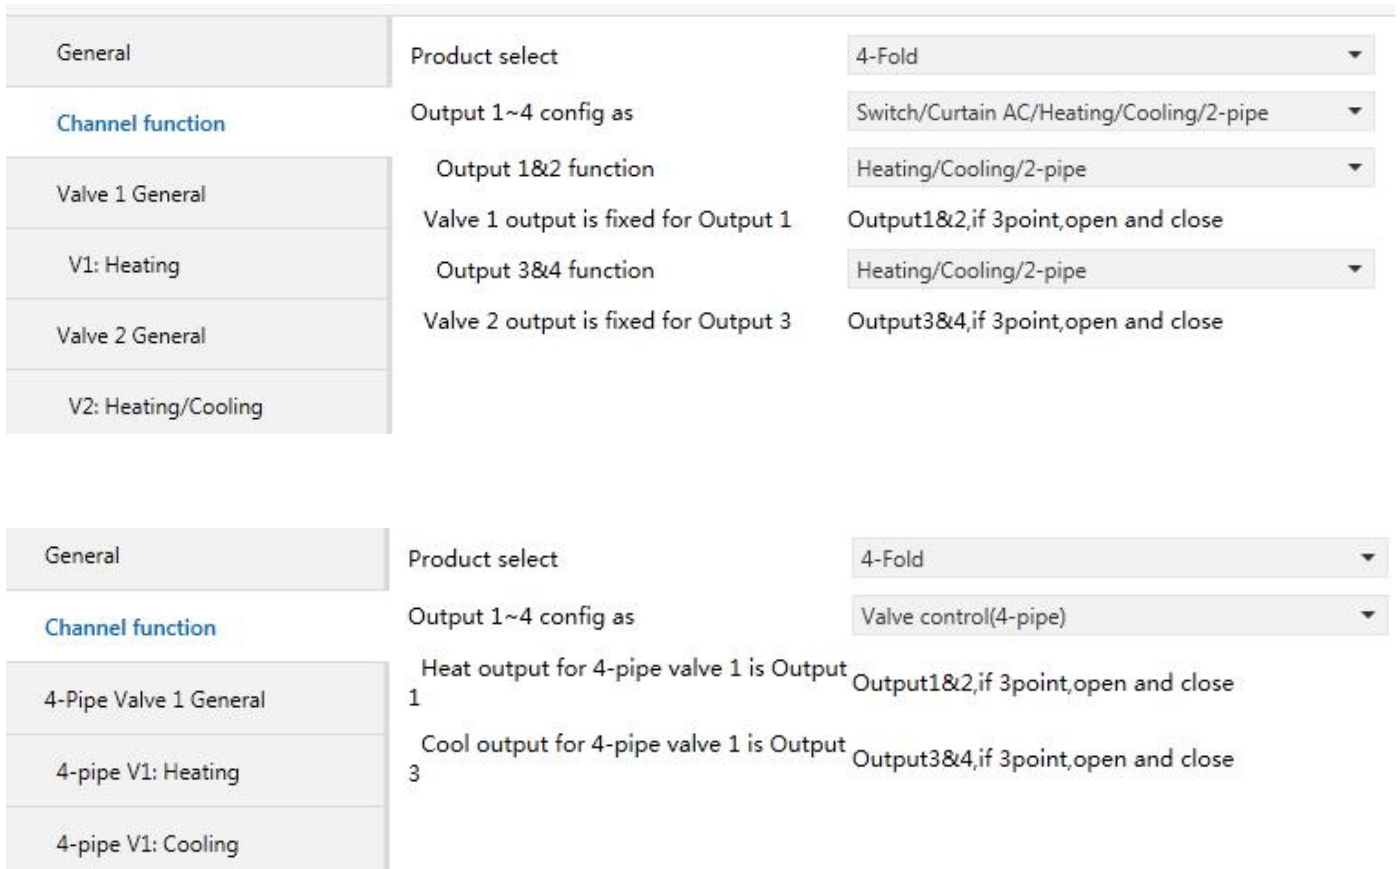 General
Product select
4-Fold
Channel function
Output 1~4 config as
Switch/Curtain AC/Heating/Cooling/2-pipe
Output 1&2 function
Heating/Cooling/2-pipe
Valve 1 General
Valve 1 output is fixed for Output 1
Output1&2,if 3point,open and close
V1: Heating
Output 3&4 function
Heating/Cooling/2-pipe
Valve 2 General
Valve 2 output is fixed for Output 3
Output3&4,if 3point,open and close
V2: Heating/Cooling
General
Product select
4-Fold
Channel function
Output 1~4 config as
Valve control(4-pipe)
4-Pipe Valve 1 General
Heat output for 4-pipe valve 1 is Output
1
Output1&2,if 3point,open and close
4-pipe V1: Heating
Cool output for 4-pipe valve 1 is Output
3
Output3&4,if 3point,open and close
4-pipe V1: Cooling